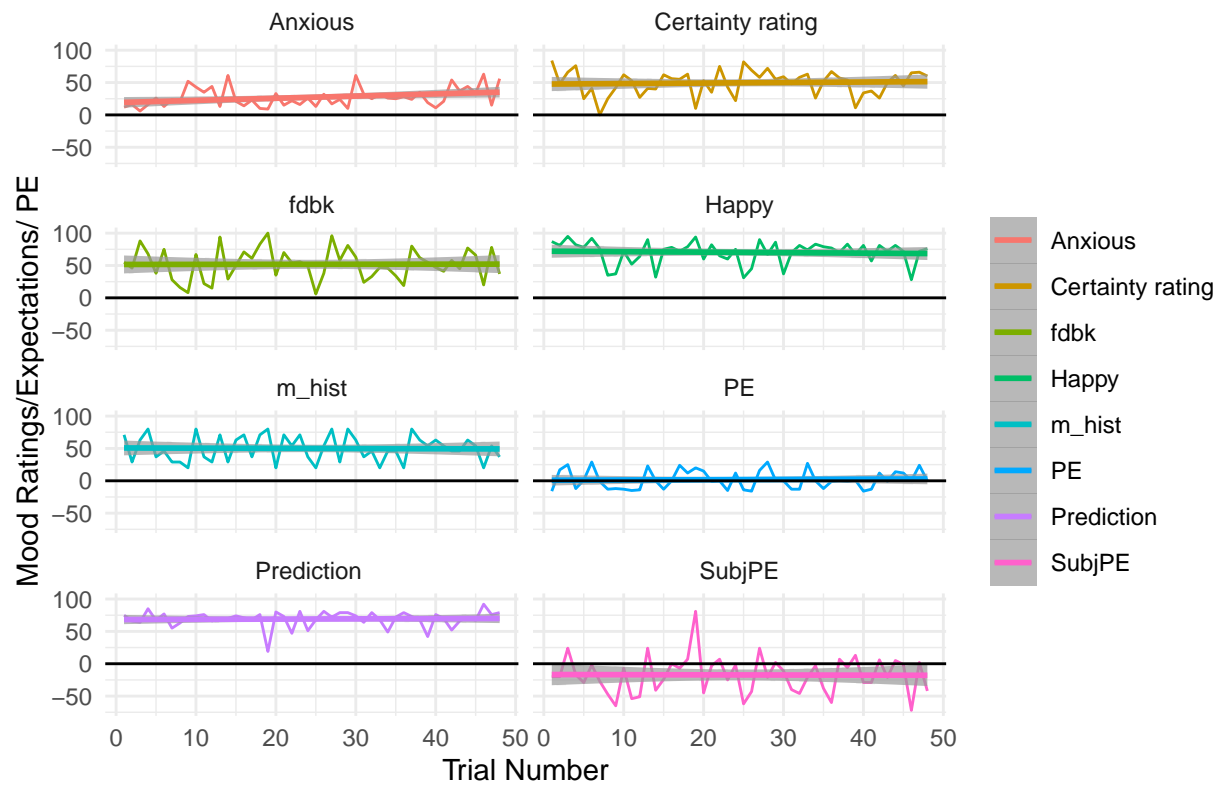 Anxious
Certainty rating
100
50
0
−50
fdbk
Happy
100
50
0
−50
m_hist
PE
100
50
0
−50
Prediction
SubjPE
100
50
0
−50
0 10 20 30 40 50 0 10 20 30 40 50
Trial Number
Mood Ratings/Expectations/ PE
Anxious
Certainty rating
fdbk
Happy
m_hist
PE
Prediction
SubjPE